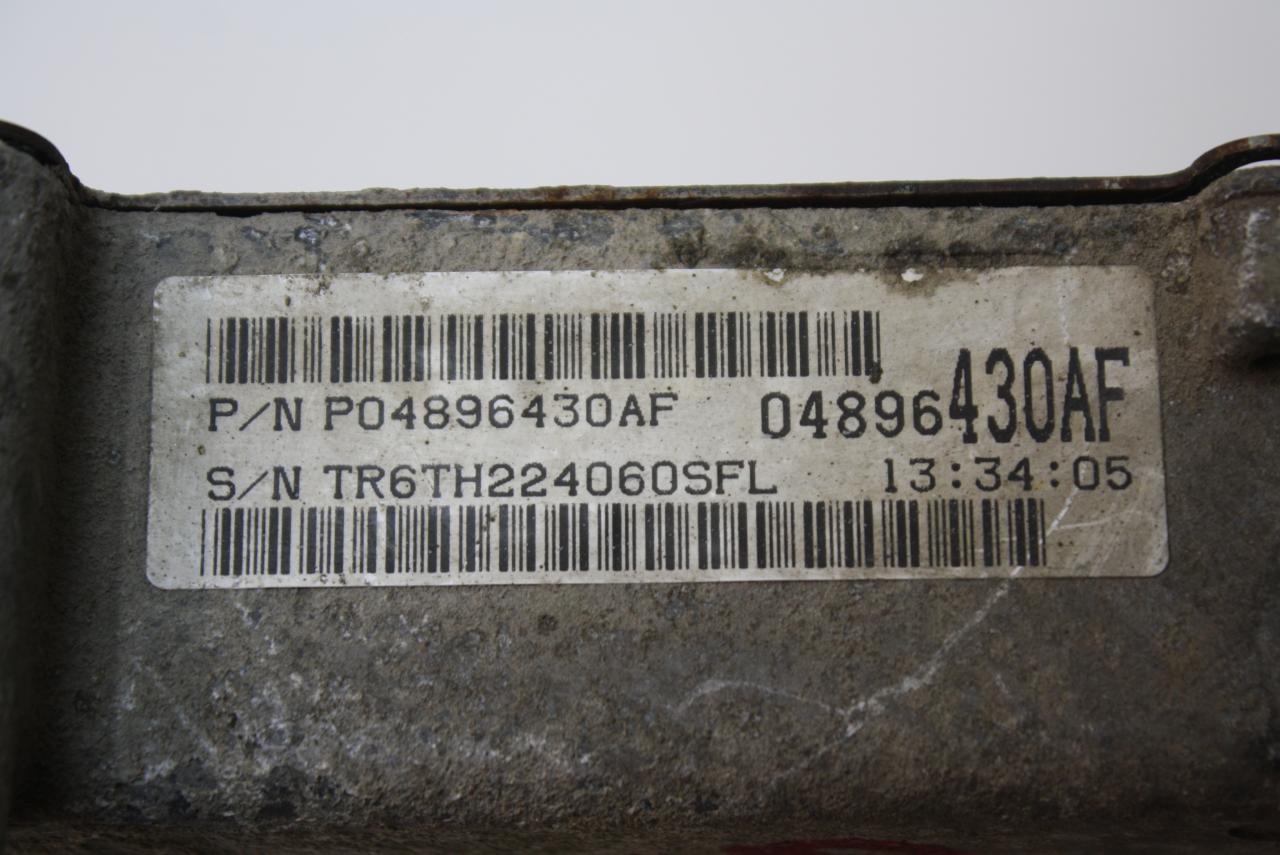 P/N P04896430AF 04896430AF
S/N TR6TH224060SFL 13:34:05